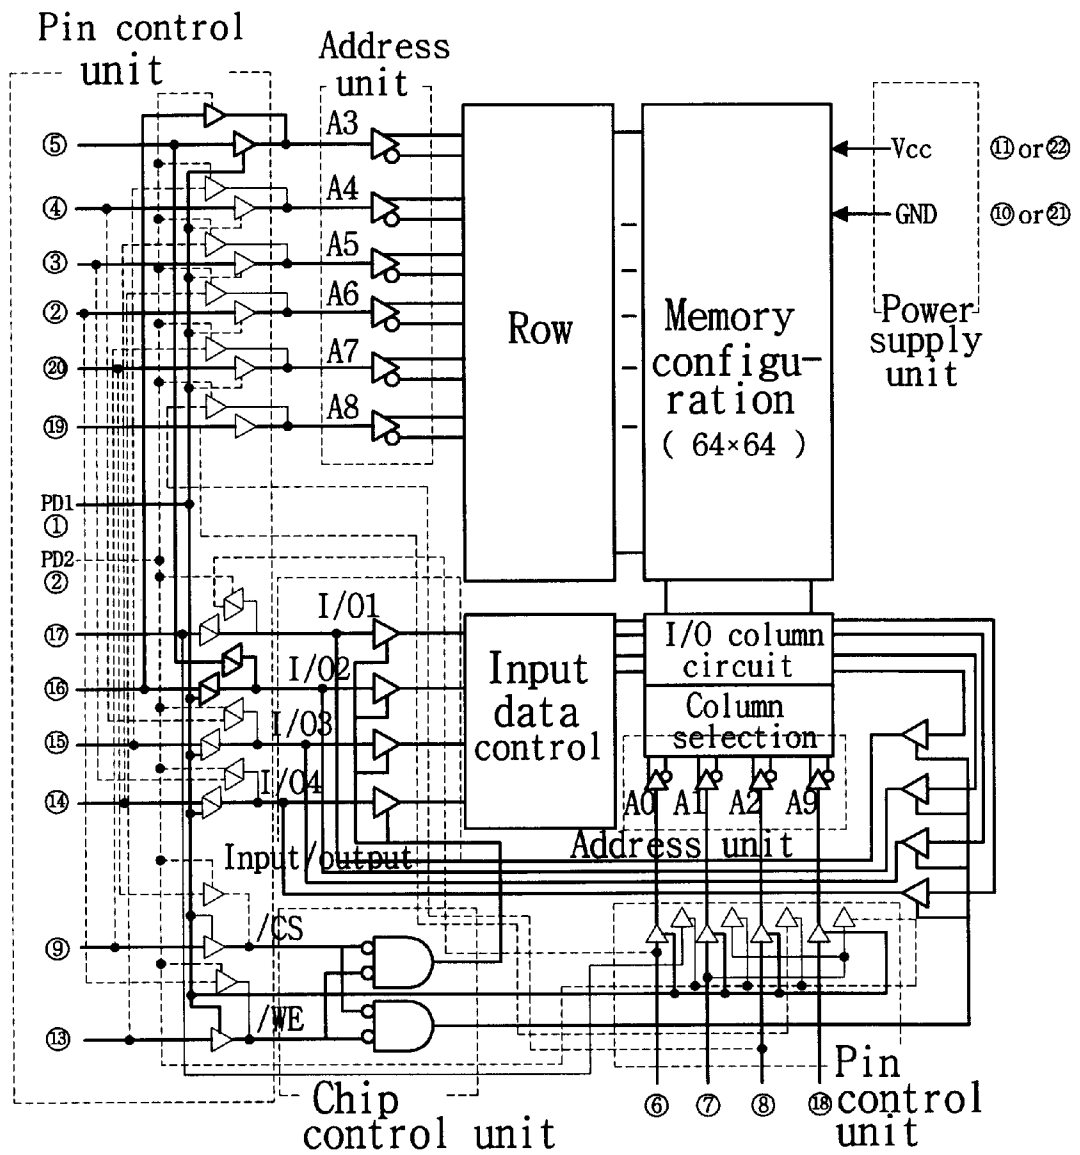 Pin control
unit
Address
unit
⑤
A3
Vcc
⑪or㉒
④
A4
GND
⑩or㉑
③
A5
②
A6
Row
Memory
configu-
ration
( 64×64 )
Power
supply
unit
⑳
A7
⑲
A8
PD1
①
PD2
②
⑰
I/O1
⑯
I/O2
⑮
I/O3
⑭
I/O4
Input
data
control
I/O column
circuit
Column
selection
A0
A1
A2
A9
Address unit
Input/output
⑨
/CS
⑬
/WE
Chip
control unit
⑥
⑦
⑧
⑱
Pin
control
unit